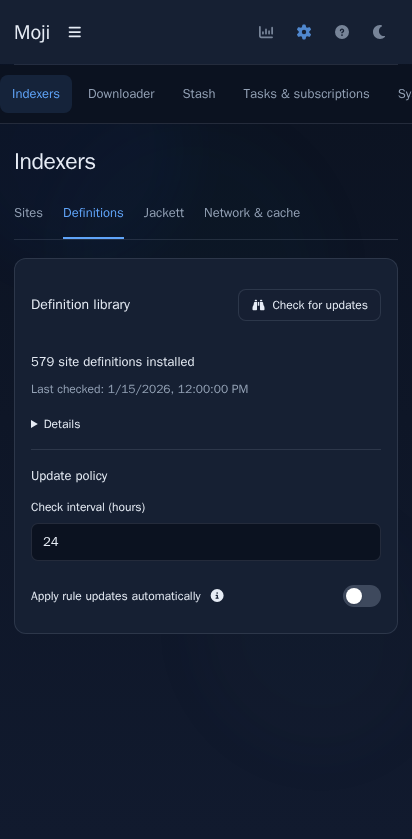 Moji
Indexers Downloader Stash Tasks & subscriptions Sy
Indexers
Sites Definitions Jackett Network & cache
Definition library
Check for updates
579 site definitions installed
Last checked: 1/15/2026, 12:00:00 PM
Details
Update policy
Check interval (hours)
24
Apply rule updates automatically